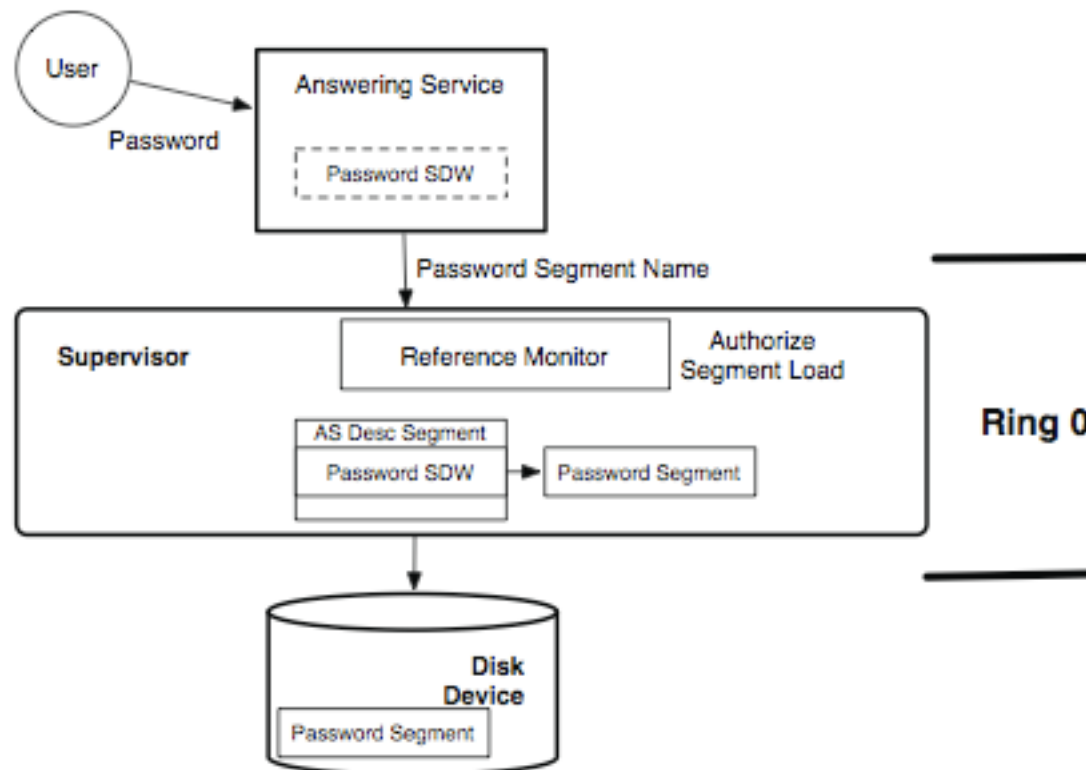 User
Answering Service
Password
Password SDW
Password Segment Name
Supervisor
Reference Monitor
Authorize
Segment Load
Ring 0
AS Desc Segment
Password SDW
Password Segment
Disk
Device
Password Segment